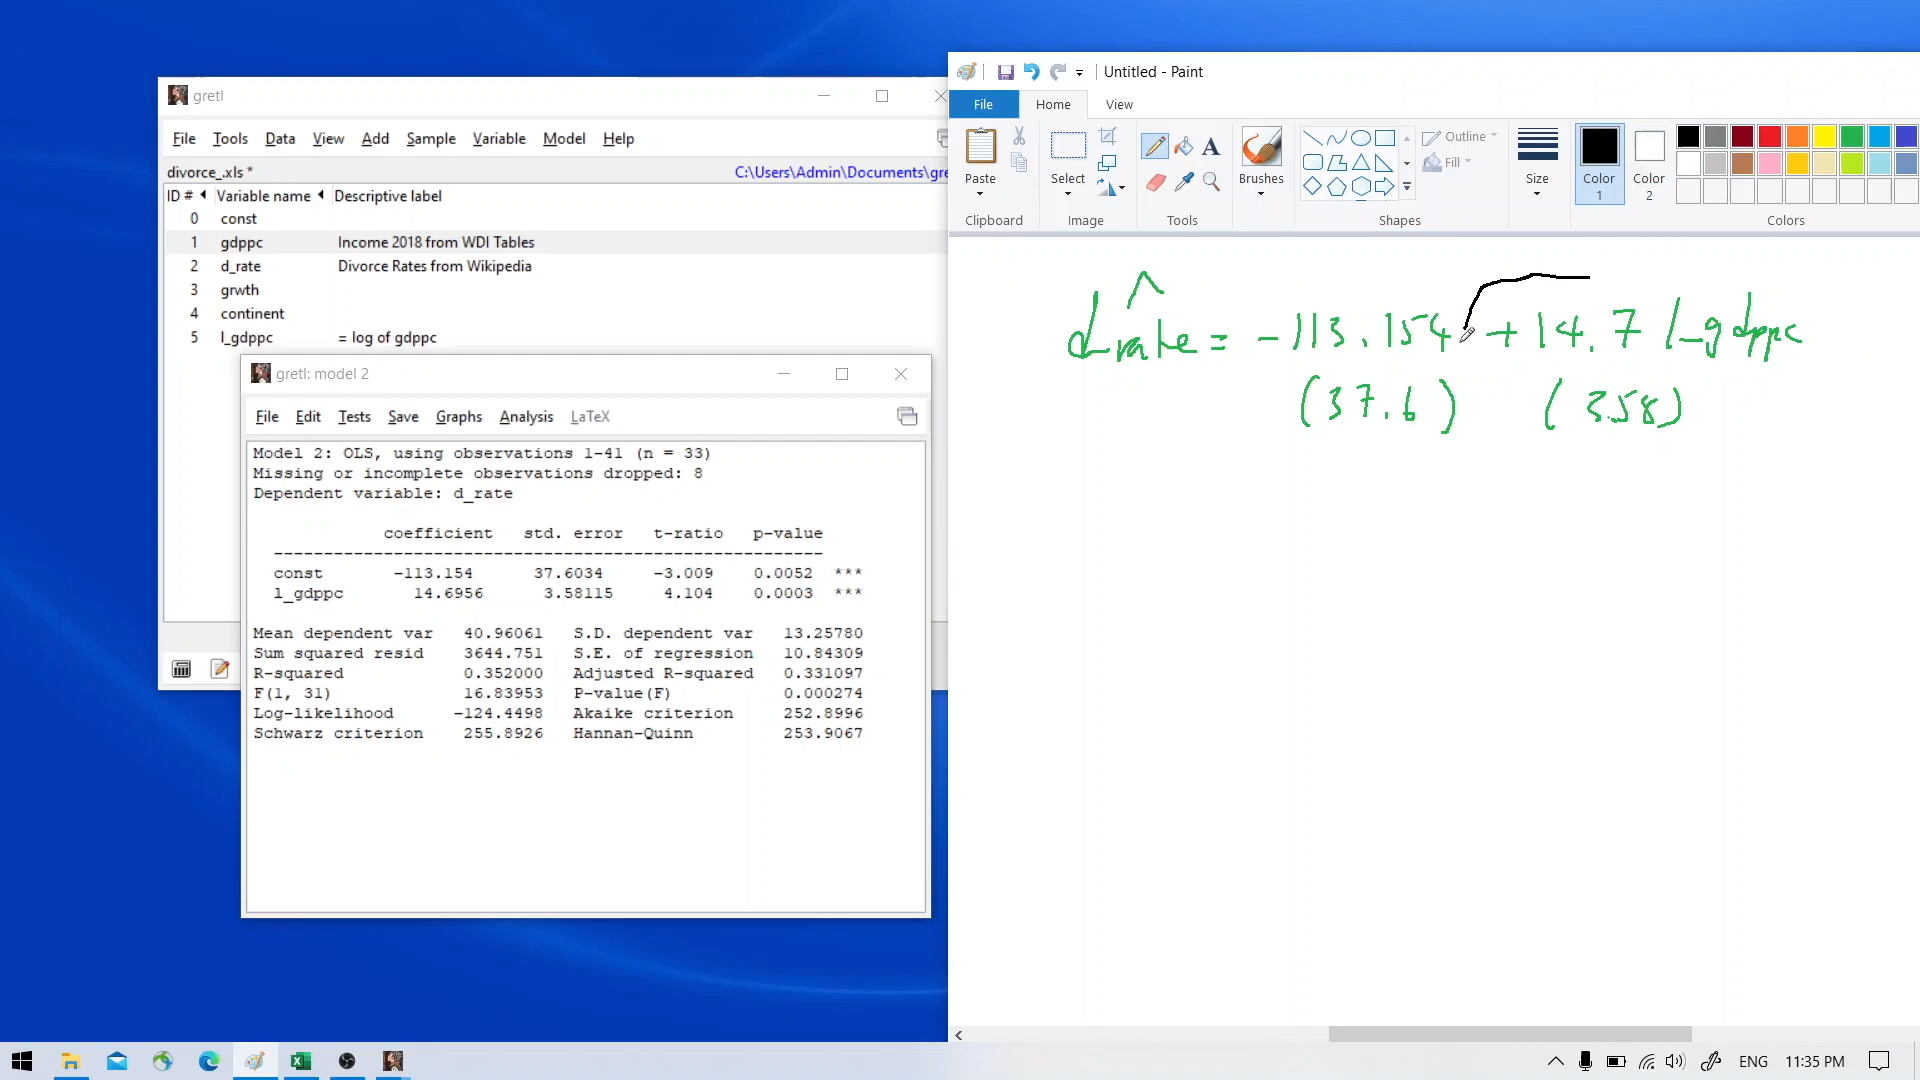 gretl
File Tools Data View Add Sample Variable Model Help
divorce_.xls * C:\Users\Admin\Documents\gre
ID # Variable name Descriptive label
0 const
1 gdppc Income 2018 from WDI Tables
2 d_rate Divorce Rates from Wikipedia
3 grwth
4 continent
5 l_gdppc = log of gdppc
gretl: model 2
File Edit Tests Save Graphs Analysis LaTeX
Model 2: OLS, using observations 1-41 (n = 33)
Missing or incomplete observations dropped: 8
Dependent variable: d_rate
coefficient std. error t-ratio p-value
---------------------------------------------------------
const -113.154 37.6034 -3.009 0.0052 ***
l_gdppc 14.6956 3.58115 4.104 0.0003 ***
Mean dependent var 40.96061 S.D. dependent var 13.25780
Sum squared resid 3644.751 S.E. of regression 10.84309
R-squared 0.352000 Adjusted R-squared 0.331097
F(1, 31) 16.83953 P-value(F) 0.000274
Log-likelihood -124.4498 Akaike criterion 252.8996
Schwarz criterion 255.8926 Hannan-Quinn 253.9067
Untitled - Paint
File Home View
Paste Select Brushes Outline Fill Size Color 1 Color 2
A
Clipboard Image Tools Shapes Colors
d_rate = -113.154 + 14.7 l_gdppc
(37.6) (3.58)
ENG 11:35 PM